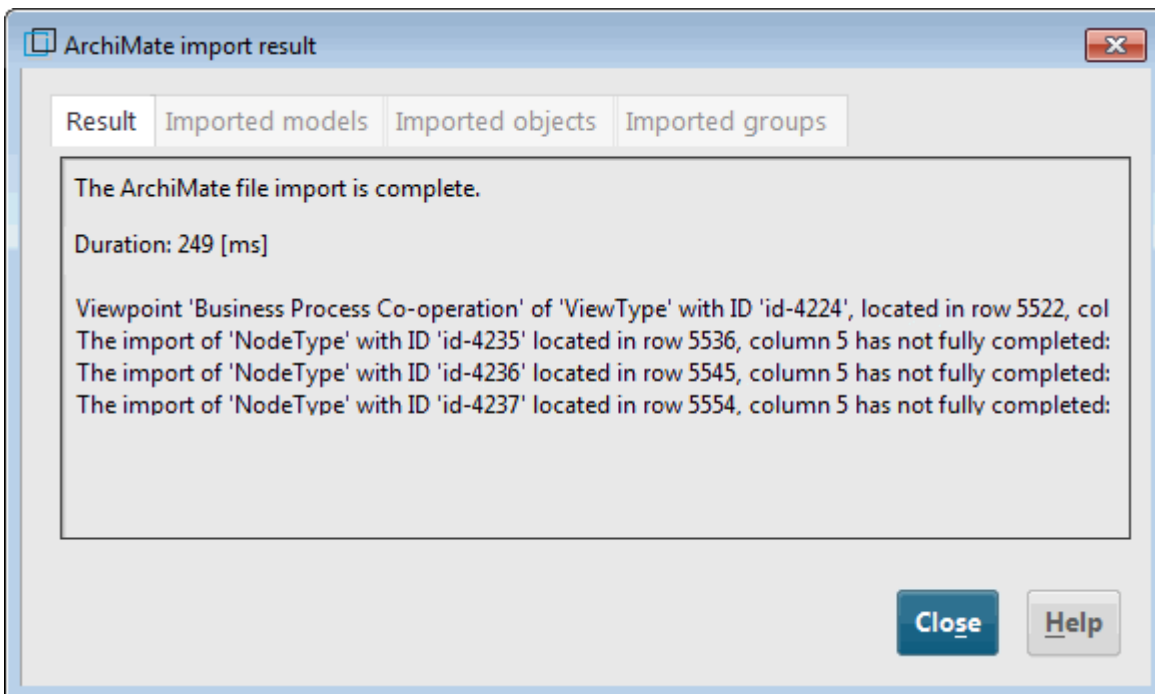 ArchiMate import result
Result Imported models Imported objects Imported groups
The ArchiMate file import is complete.
Duration: 249 [ms]
Viewpoint 'Business Process Co-operation' of 'ViewType' with ID 'id-4224', located in row 5522, col
The import of 'NodeType' with ID 'id-4235' located in row 5536, column 5 has not fully completed:
The import of 'NodeType' with ID 'id-4236' located in row 5545, column 5 has not fully completed:
The import of 'NodeType' with ID 'id-4237' located in row 5554, column 5 has not fully completed:
Close Help